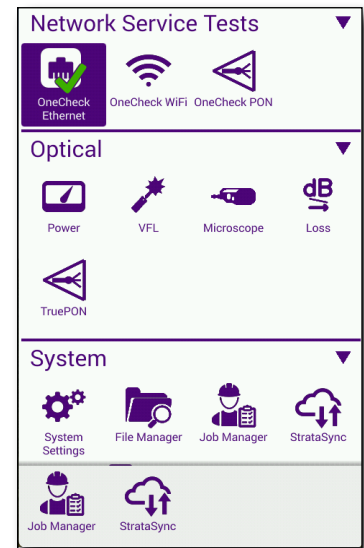 Network Service Tests
OneCheck
Ethernet
OneCheck WiFi
OneCheck PON
Optical
Power
VFL
Microscope
dB
Loss
TruePON
System
System
Settings
File Manager
Job Manager
StrataSync
Job Manager
StrataSync